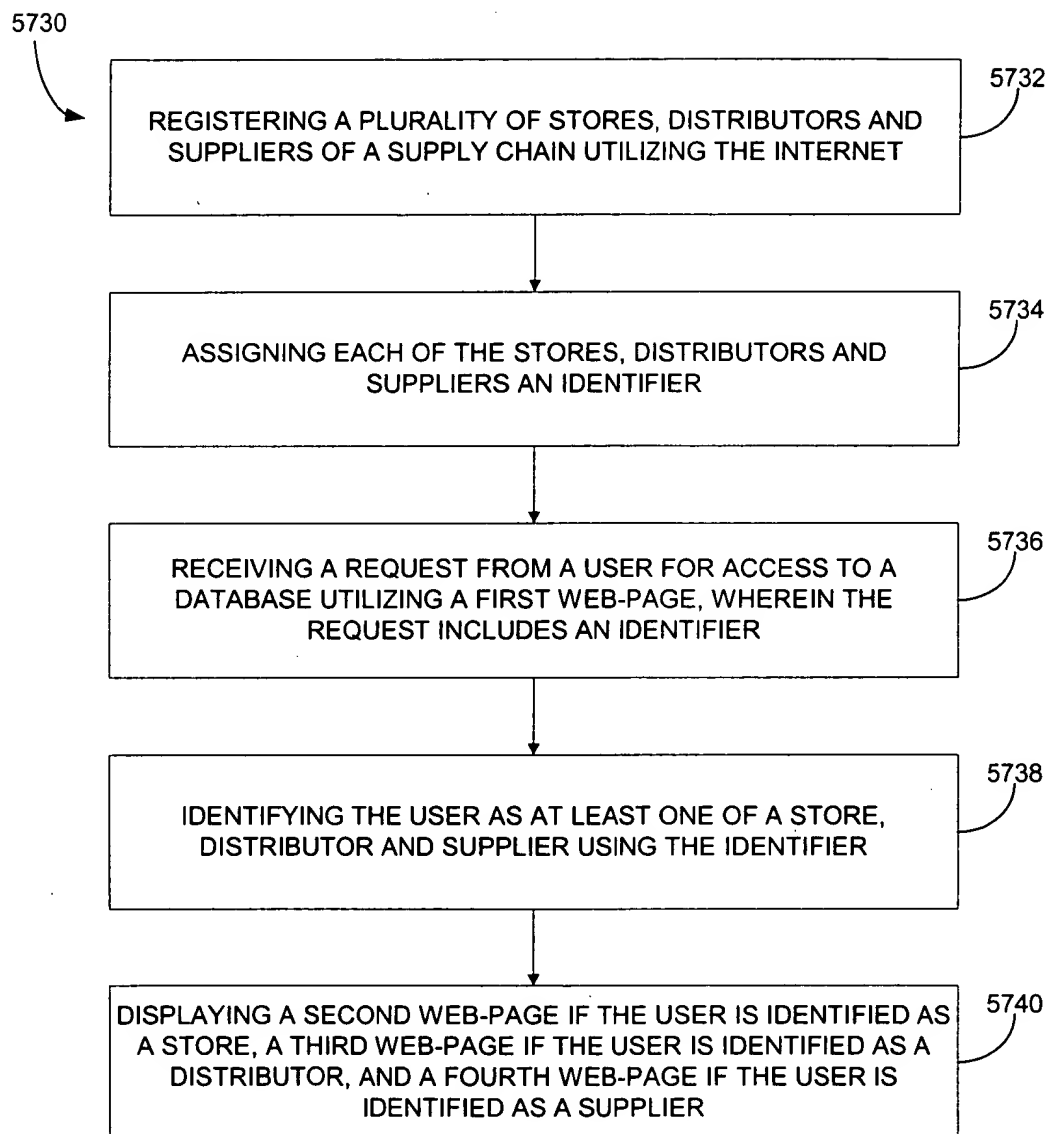 5730
5732
REGISTERING A PLURALITY OF STORES, DISTRIBUTORS AND
SUPPLIERS OF A SUPPLY CHAIN UTILIZING THE INTERNET
5734
ASSIGNING EACH OF THE STORES, DISTRIBUTORS AND
SUPPLIERS AN IDENTIFIER
5736
RECEIVING A REQUEST FROM A USER FOR ACCESS TO A
DATABASE UTILIZING A FIRST WEB-PAGE, WHEREIN THE
REQUEST INCLUDES AN IDENTIFIER
5738
IDENTIFYING THE USER AS AT LEAST ONE OF A STORE,
DISTRIBUTOR AND SUPPLIER USING THE IDENTIFIER
5740
DISPLAYING A SECOND WEB-PAGE IF THE USER IS IDENTIFIED AS
A STORE, A THIRD WEB-PAGE IF THE USER IS IDENTIFIED AS A
DISTRIBUTOR, AND A FOURTH WEB-PAGE IF THE USER IS
IDENTIFIED AS A SUPPLIER